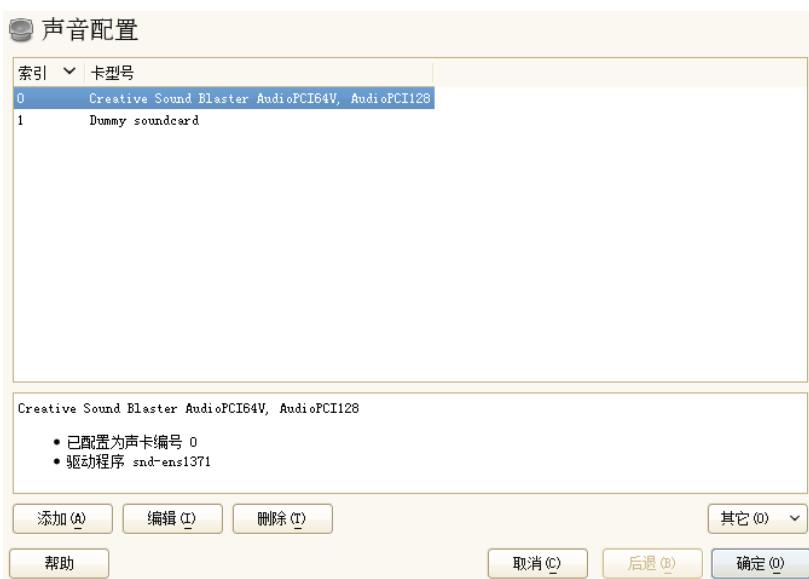 声音配置
索引 卡型号
0 Creative Sound Blaster AudioPCI64V, AudioPCI128
1 Dummy soundcard
Creative Sound Blaster AudioPCI64V, AudioPCI128
• 已配置为声卡编号 0
• 驱动程序 snd-ens1371
添加(A) 编辑(I) 删除(T) 其它(O)
帮助 取消(C) 后退(B) 确定(O)